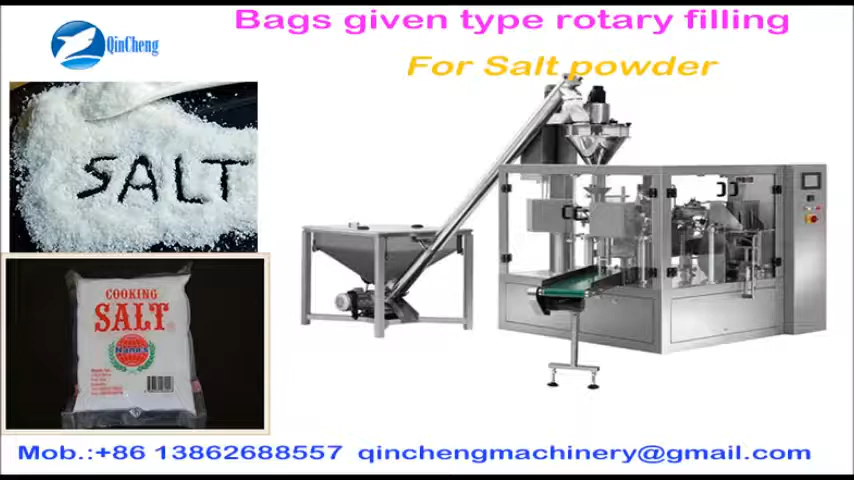 Bags given type rotary filling
QinCheng
For Salt powder
SALT
COOKING
SALT
Mob.:+86 13862688557 qinchengmachinery@gmail.com